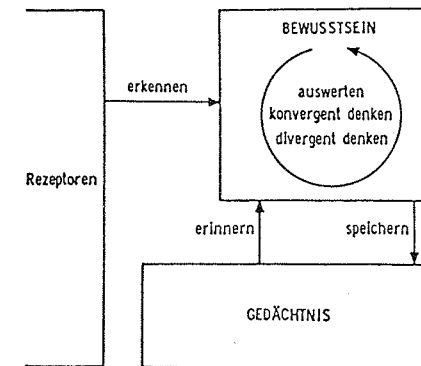 BEWUSSTSEIN
erkennen
auswerten
konvergent denken
divergent denken
Rezeptoren
erinnern
speichern
GEDÄCHTNIS